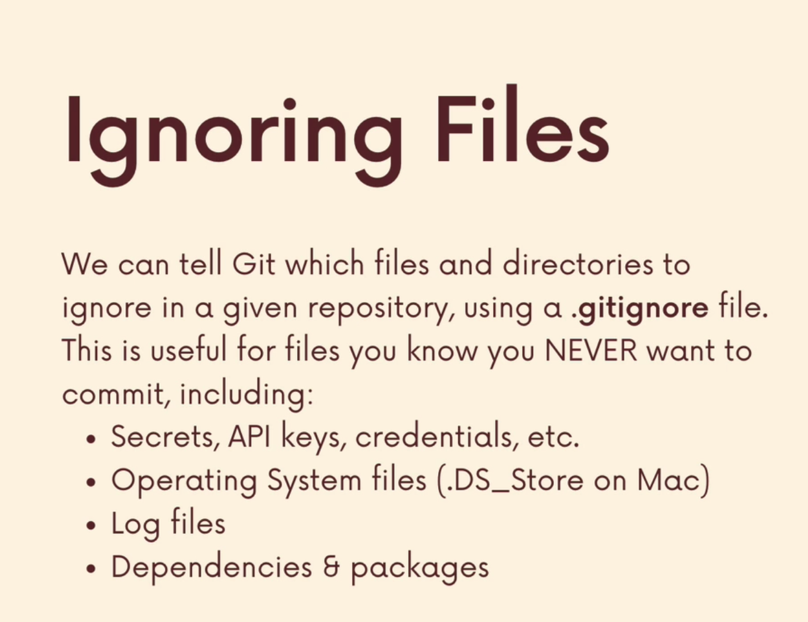 Ignoring Files
We can tell Git which files and directories to
ignore in a given repository, using a .gitignore file.
This is useful for files you know you NEVER want to
commit, including:
• Secrets, API keys, credentials, etc.
• Operating System files (.DS_Store on Mac)
• Log files
• Dependencies & packages